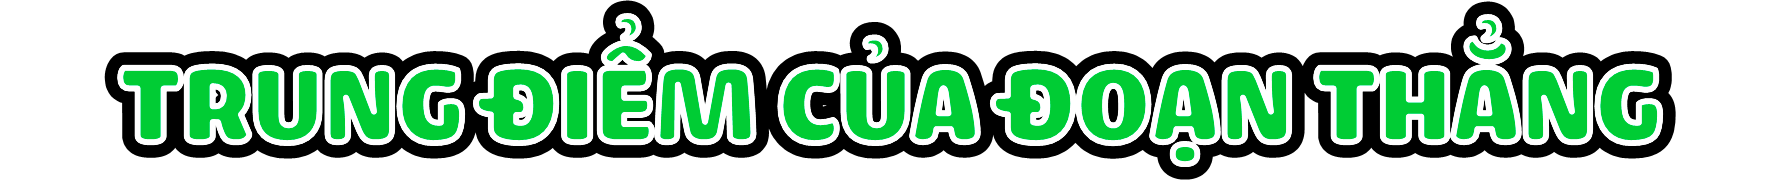 TRUNG ĐIỂM CỦA ĐOẠN THẲNG